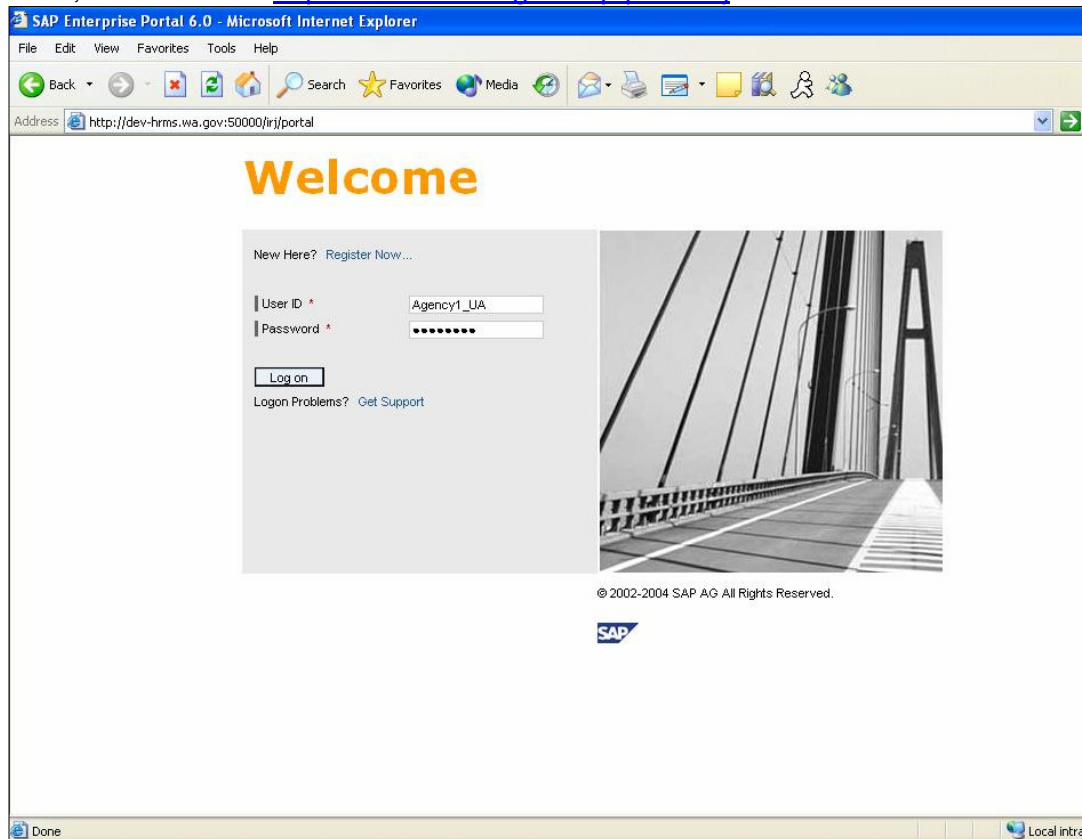 SAP Enterprise Portal 6.0 - Microsoft Internet Explorer
File Edit View Favorites Tools Help
Back Search Favorites Media
Address http://dev-hrms.wa.gov:50000/irj/portal
Welcome
New Here? Register Now...
User ID * Agency1_UA
Password * ••••••••
Log on
Logon Problems? Get Support
© 2002-2004 SAP AG All Rights Reserved.
SAP
Done Local intra